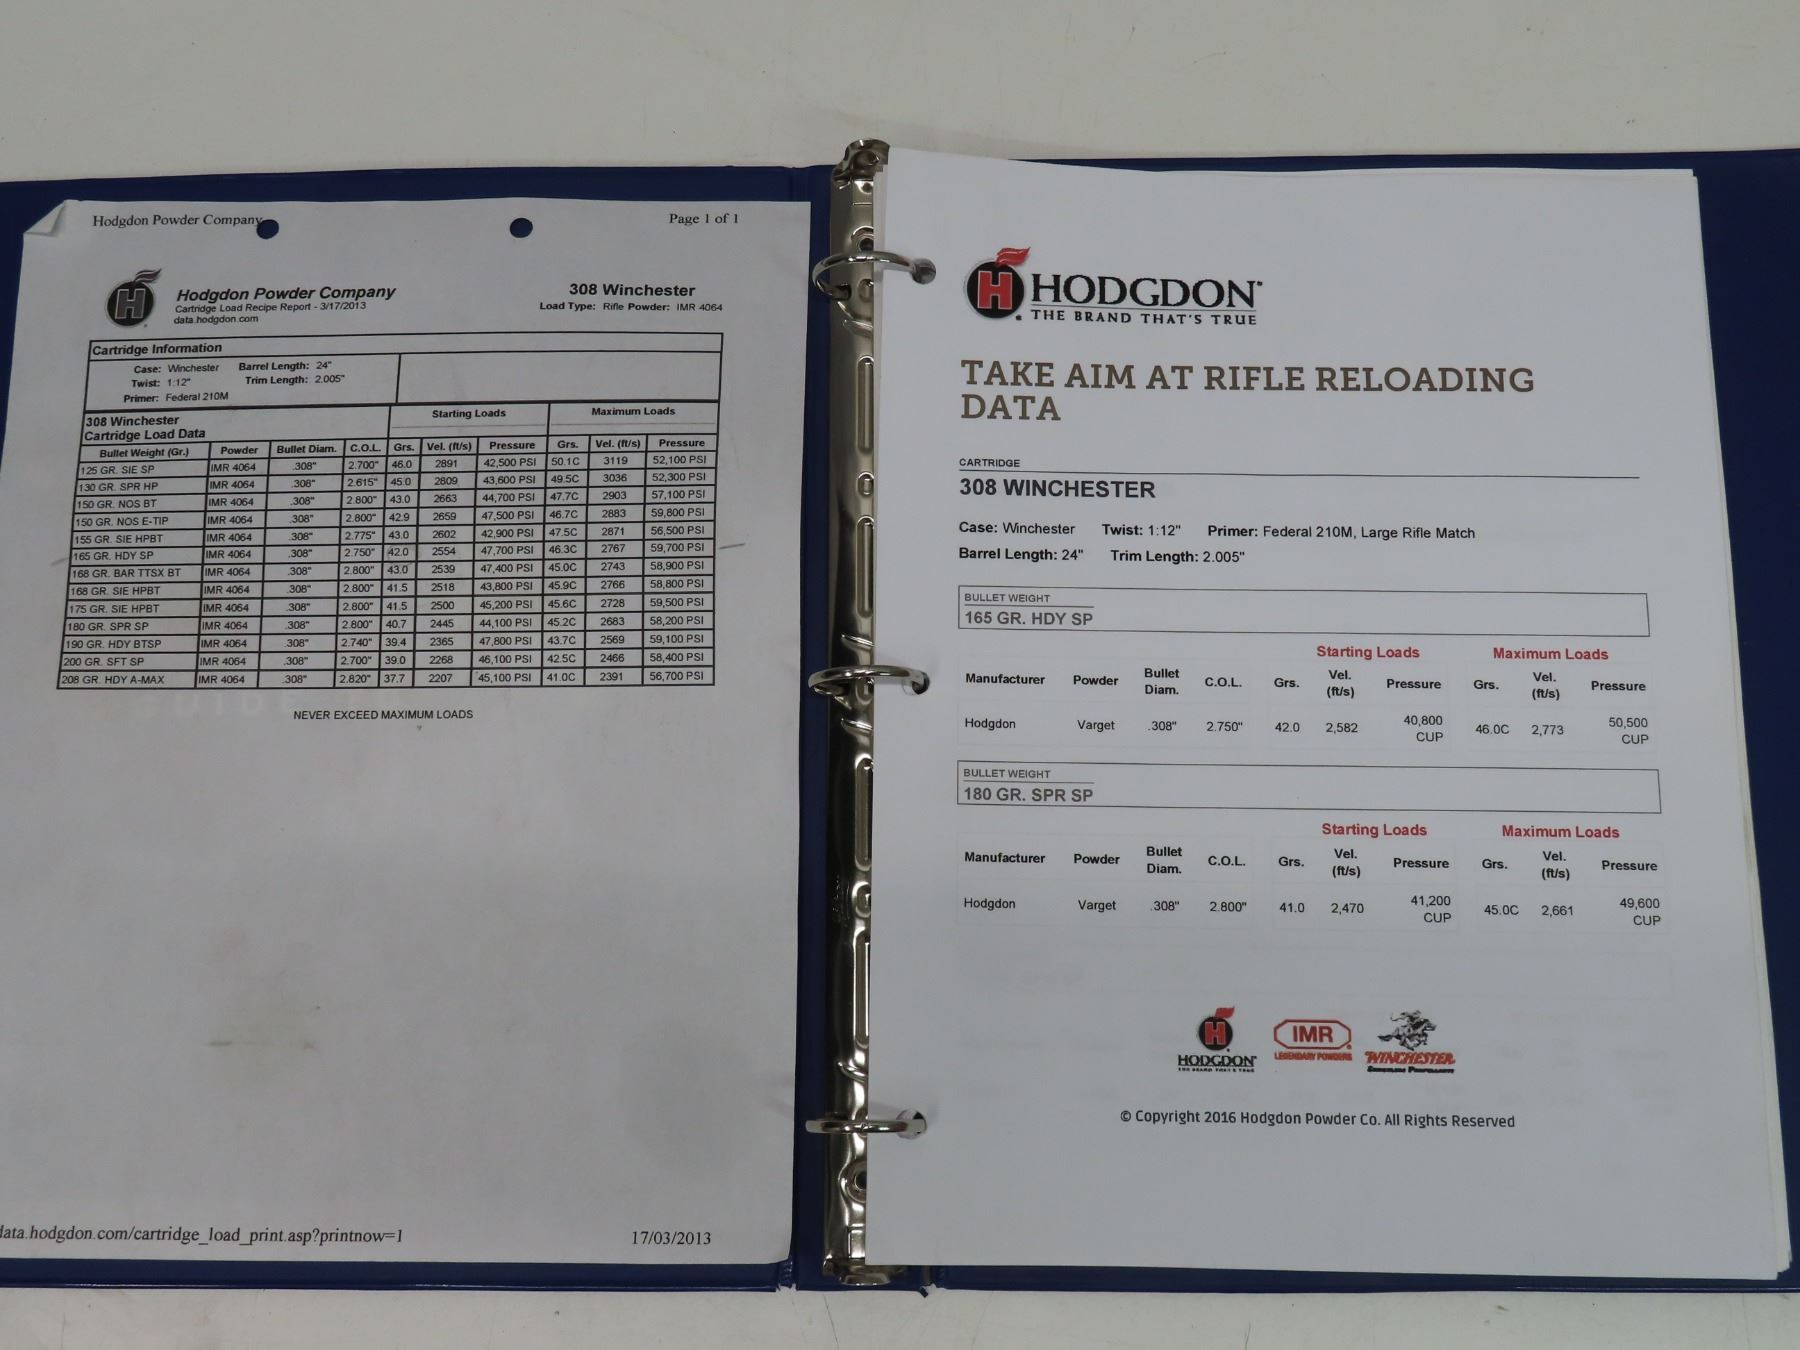 Hodgdon Powder Company Page 1 of 1
H
Hodgdon Powder Company 308 Winchester
Cartridge Load Recipe Report - 3/17/2013 Load Type: Rifle Powder: IMR 4064
data.hodgdon.com
Cartridge Information
Case: Winchester Barrel Length: 24"
Twist: 1:12" Trim Length: 2.005"
Primer: Federal 210M
308 Winchester Starting Loads Maximum Loads
Cartridge Load Data
Bullet Weight (Gr.) Powder Bullet Diam. C.O.L. Grs. Vel. (ft/s) Pressure Grs. Vel. (ft/s) Pressure
125 GR. SIE SP IMR 4064 .308" 2.700" 46.0 2891 42,500 PSI 50.1C 3119 52,100 PSI
130 GR. SPR HP IMR 4064 .308" 2.615" 45.0 2809 43,600 PSI 49.5C 3036 52,300 PSI
150 GR. NOS BT IMR 4064 .308" 2.800" 43.0 2663 44,700 PSI 47.7C 2903 57,100 PSI
150 GR. NOS E-TIP IMR 4064 .308" 2.800" 42.9 2659 47,500 PSI 46.7C 2883 59,800 PSI
155 GR. SIE HPBT IMR 4064 .308" 2.775" 43.0 2602 42,900 PSI 47.5C 2871 56,500 PSI
165 GR. HDY SP IMR 4064 .308" 2.750" 42.0 2554 47,700 PSI 46.3C 2767 59,700 PSI
168 GR. BAR TTSX BT IMR 4064 .308" 2.800" 43.0 2539 47,400 PSI 45.0C 2743 58,900 PSI
168 GR. SIE HPBT IMR 4064 .308" 2.800" 41.5 2518 43,800 PSI 45.9C 2766 58,800 PSI
175 GR. SIE HPBT IMR 4064 .308" 2.800" 41.5 2500 45,200 PSI 45.6C 2728 59,500 PSI
180 GR. SPR SP IMR 4064 .308" 2.800" 40.7 2445 44,100 PSI 45.2C 2683 58,200 PSI
190 GR. HDY BTSP IMR 4064 .308" 2.740" 39.4 2365 47,800 PSI 43.7C 2569 59,100 PSI
200 GR. SFT SP IMR 4064 .308" 2.700" 39.0 2268 46,100 PSI 42.5C 2466 58,400 PSI
208 GR. HDY A-MAX IMR 4064 .308" 2.820" 37.7 2207 45,100 PSI 41.0C 2391 56,700 PSI
NEVER EXCEED MAXIMUM LOADS
data.hodgdon.com/cartridge_load_print.asp?printnow=1 17/03/2013
H HODGDON
THE BRAND THAT'S TRUE
TAKE AIM AT RIFLE RELOADING
DATA
CARTRIDGE
308 WINCHESTER
Case: Winchester Twist: 1:12" Primer: Federal 210M, Large Rifle Match
Barrel Length: 24" Trim Length: 2.005"
BULLET WEIGHT
165 GR. HDY SP
Starting Loads Maximum Loads
Manufacturer Powder Bullet Diam. C.O.L. Grs. Vel. (ft/s) Pressure Grs. Vel. (ft/s) Pressure
Hodgdon Varget .308" 2.750" 42.0 2,582 40,800 CUP 46.0C 2,773 50,500 CUP
BULLET WEIGHT
180 GR. SPR SP
Starting Loads Maximum Loads
Manufacturer Powder Bullet Diam. C.O.L. Grs. Vel. (ft/s) Pressure Grs. Vel. (ft/s) Pressure
Hodgdon Varget .308" 2.800" 41.0 2,470 41,200 CUP 45.0C 2,661 49,600 CUP
H IMR
HODGDON LEGENDARY POWDERS WINCHESTER
THE BRAND THAT'S TRUE SMOKELESS PROPELLANTS
© Copyright 2016 Hodgdon Powder Co. All Rights Reserved